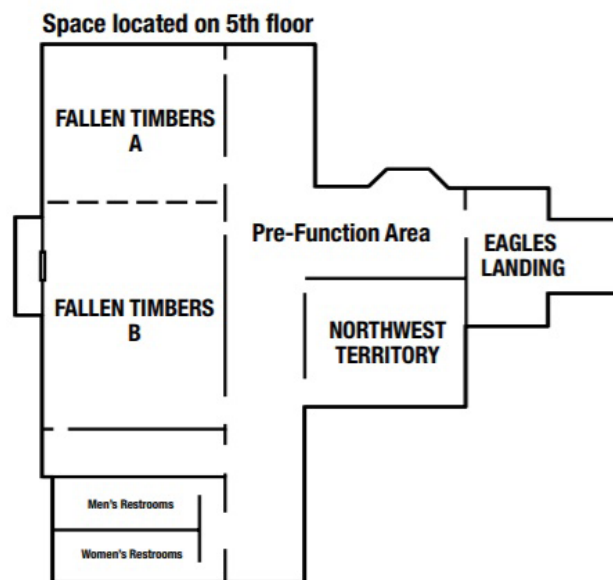 Space located on 5th floor
FALLEN TIMBERS
A
Pre-Function Area
EAGLES
LANDING
FALLEN TIMBERS
B
NORTHWEST
TERRITORY
Men's Restrooms
Women's Restrooms